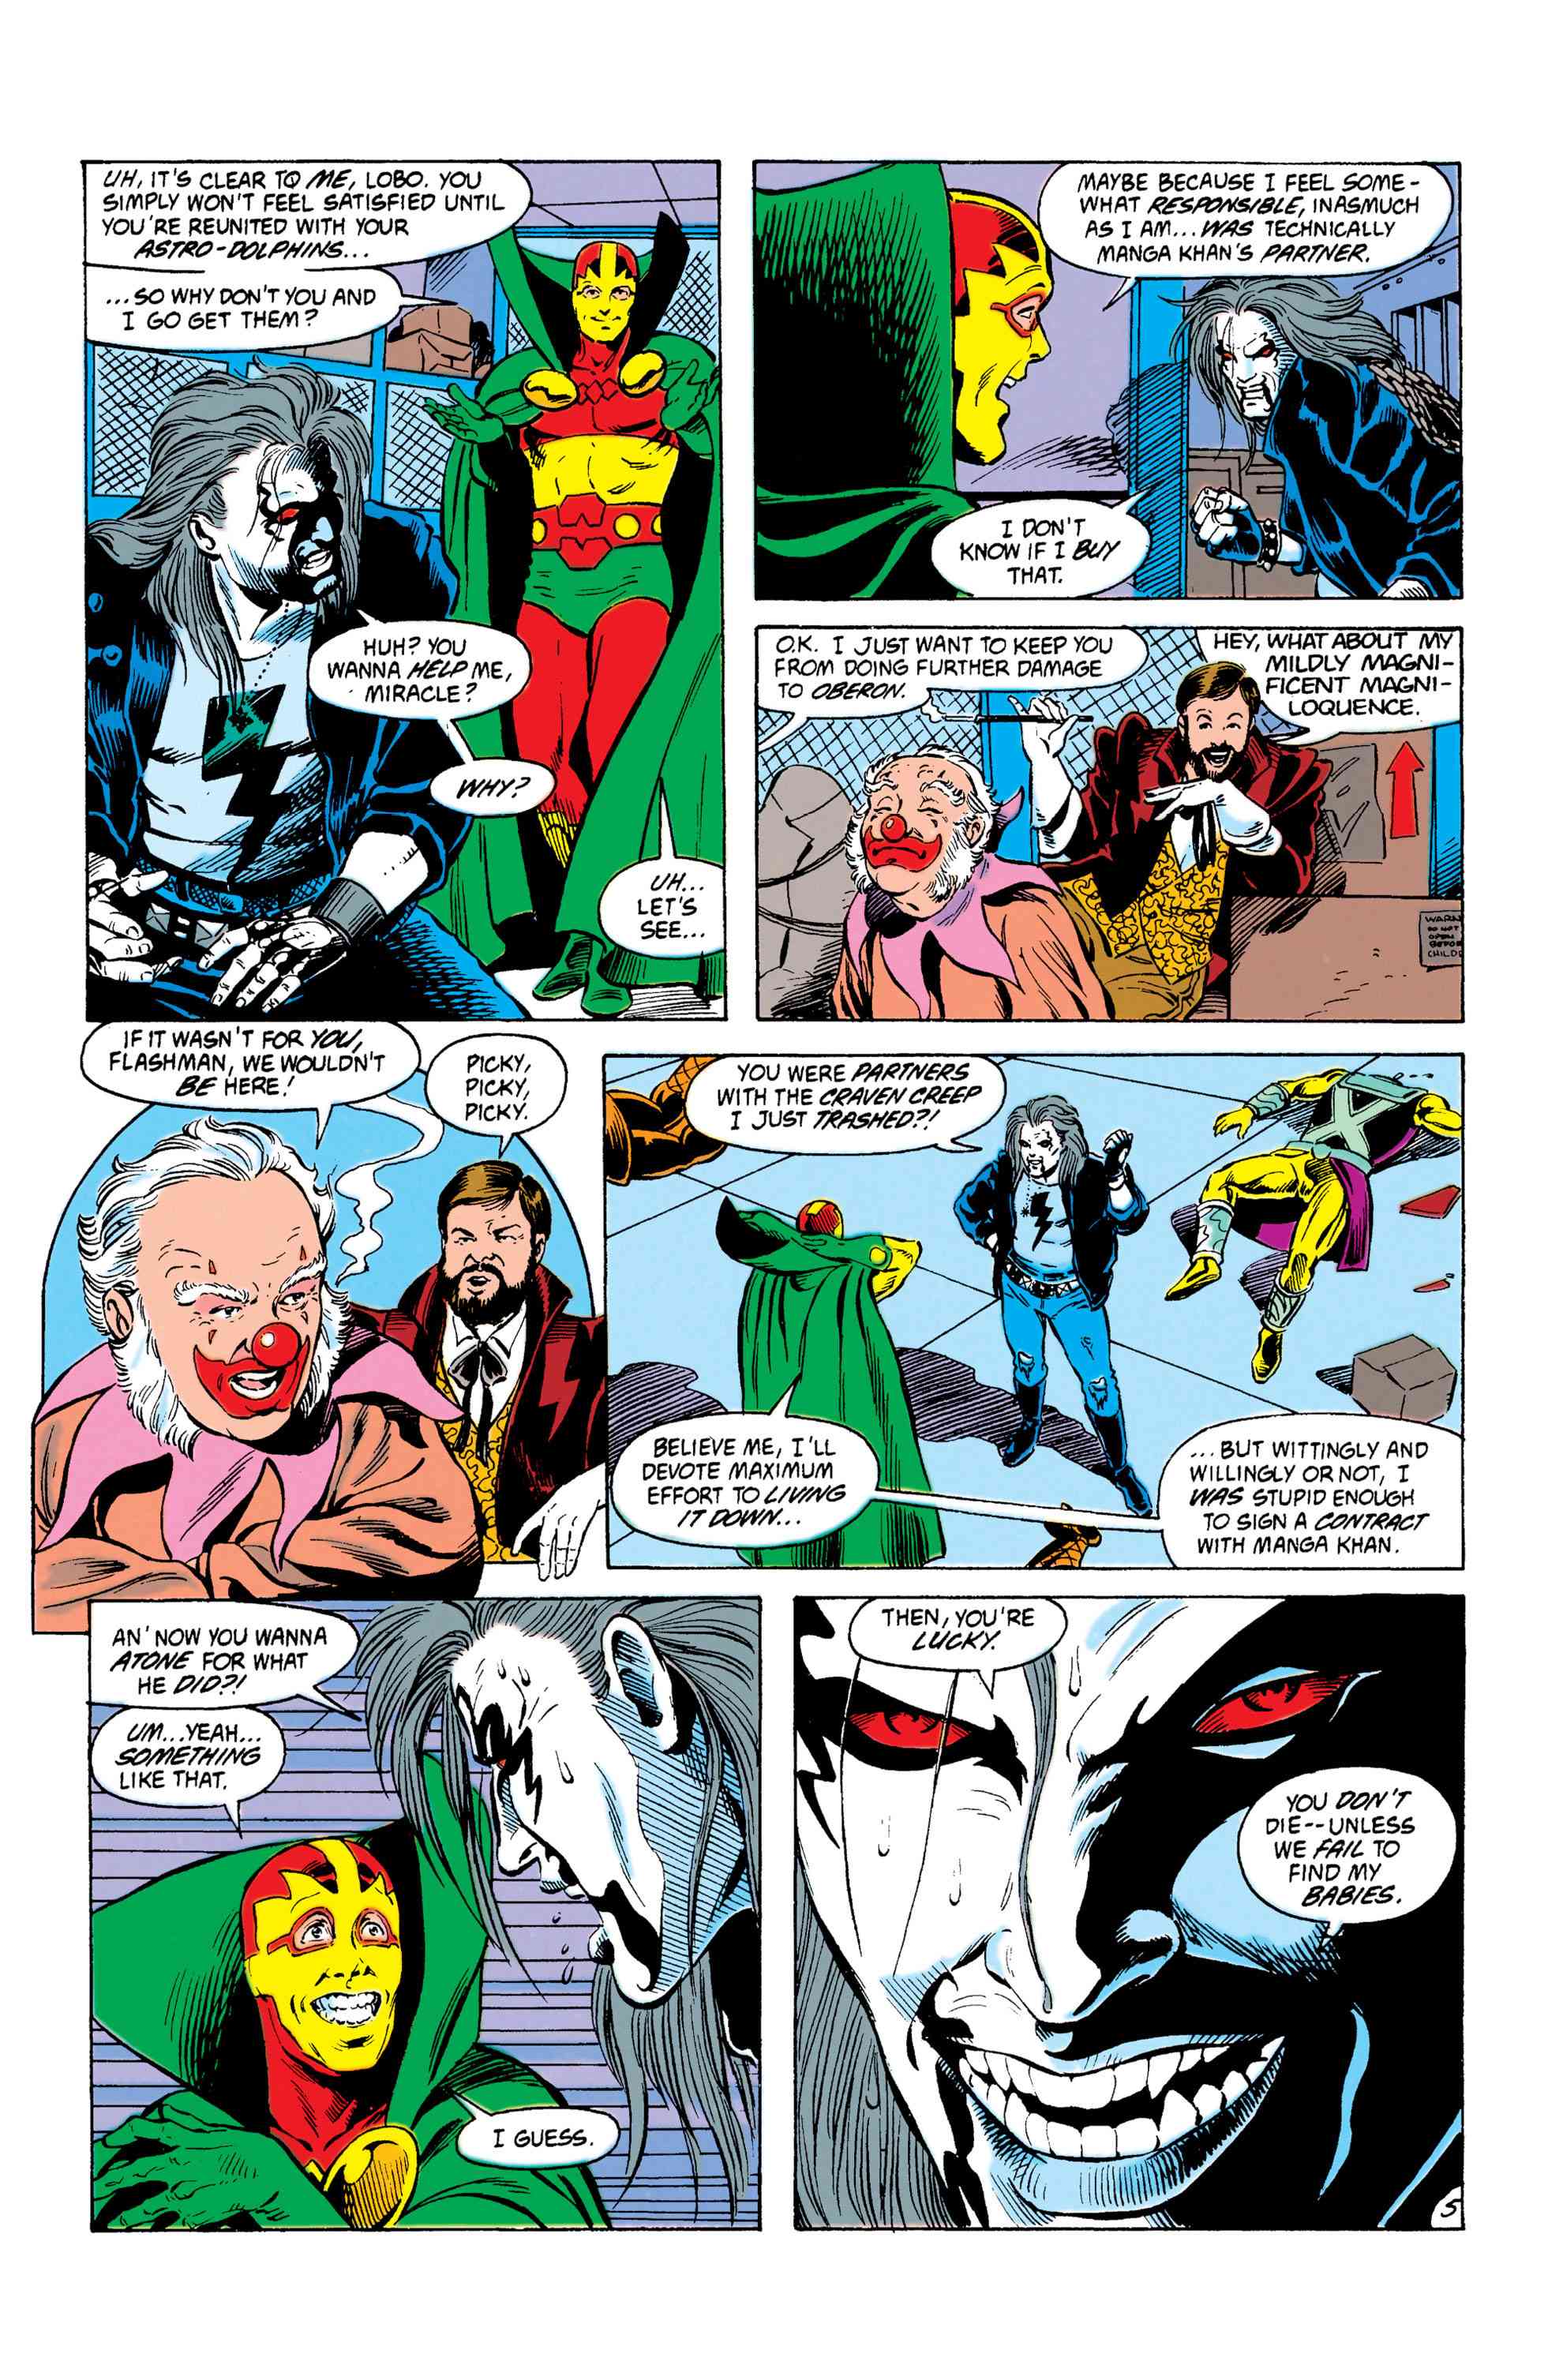 UH, IT'S CLEAR TO ME, LOBO. YOU
SIMPLY WON'T FEEL SATISFIED UNTIL
YOU'RE REUNITED WITH YOUR
ASTRO-DOLPHINS...
...SO WHY DON'T YOU AND
I GO GET THEM?
HUH? YOU
WANNA HELP ME,
MIRACLE?
WHY?
UH...
LET'S
SEE...
MAYBE BECAUSE I FEEL SOME-
WHAT RESPONSIBLE, INASMUCH
AS I AM...WAS TECHNICALLY
MANGA KHAN'S PARTNER.
I DON'T
KNOW IF I BUY
THAT.
O.K. I JUST WANT TO KEEP YOU
FROM DOING FURTHER DAMAGE
TO OBERON.
HEY, WHAT ABOUT MY
MILDLY MAGNI-
FICENT MAGNI-
LOQUENCE.
WARN
DO NOT
OPEN
BEFORE
CHILD
IF IT WASN'T FOR YOU,
FLASHMAN, WE WOULDN'T
BE HERE!
PICKY,
PICKY,
PICKY.
YOU WERE PARTNERS
WITH THE CRAVEN CREEP
I JUST TRASHED?!
BELIEVE ME, I'LL
DEVOTE MAXIMUM
EFFORT TO LIVING
IT DOWN...
...BUT WITTINGLY AND
WILLINGLY OR NOT, I
WAS STUPID ENOUGH
TO SIGN A CONTRACT
WITH MANGA KHAN.
AN' NOW YOU WANNA
ATONE FOR WHAT
HE DID?!
UM...YEAH...
SOMETHING
LIKE THAT.
I GUESS.
THEN, YOU'RE
LUCKY.
YOU DON'T
DIE--UNLESS
WE FAIL TO
FIND MY
BABIES.
5